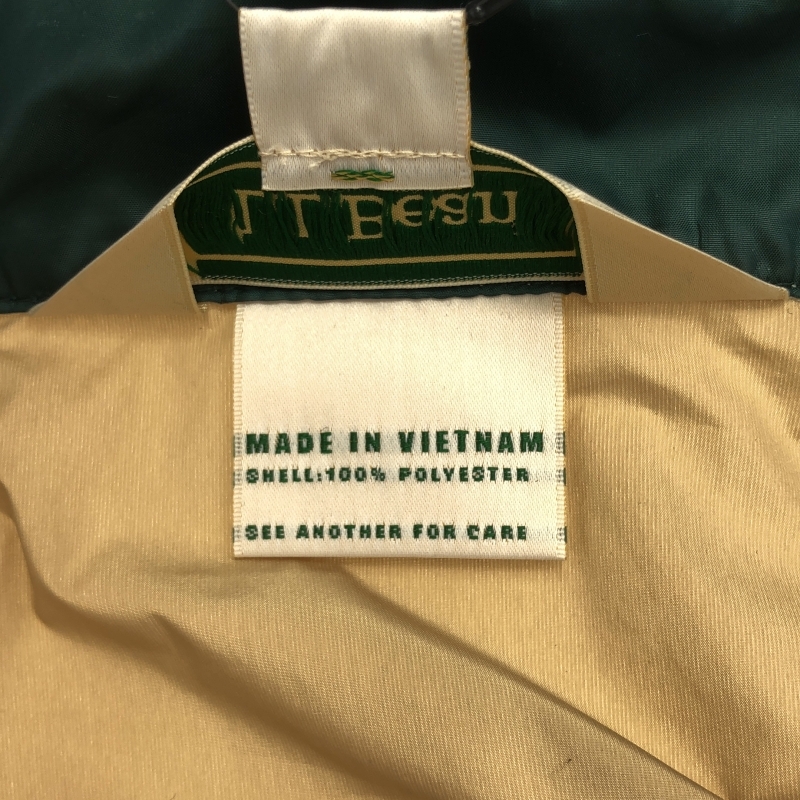 MADE IN VIETNAM
SHELL:100% POLYESTER
SEE ANOTHER FOR CARE